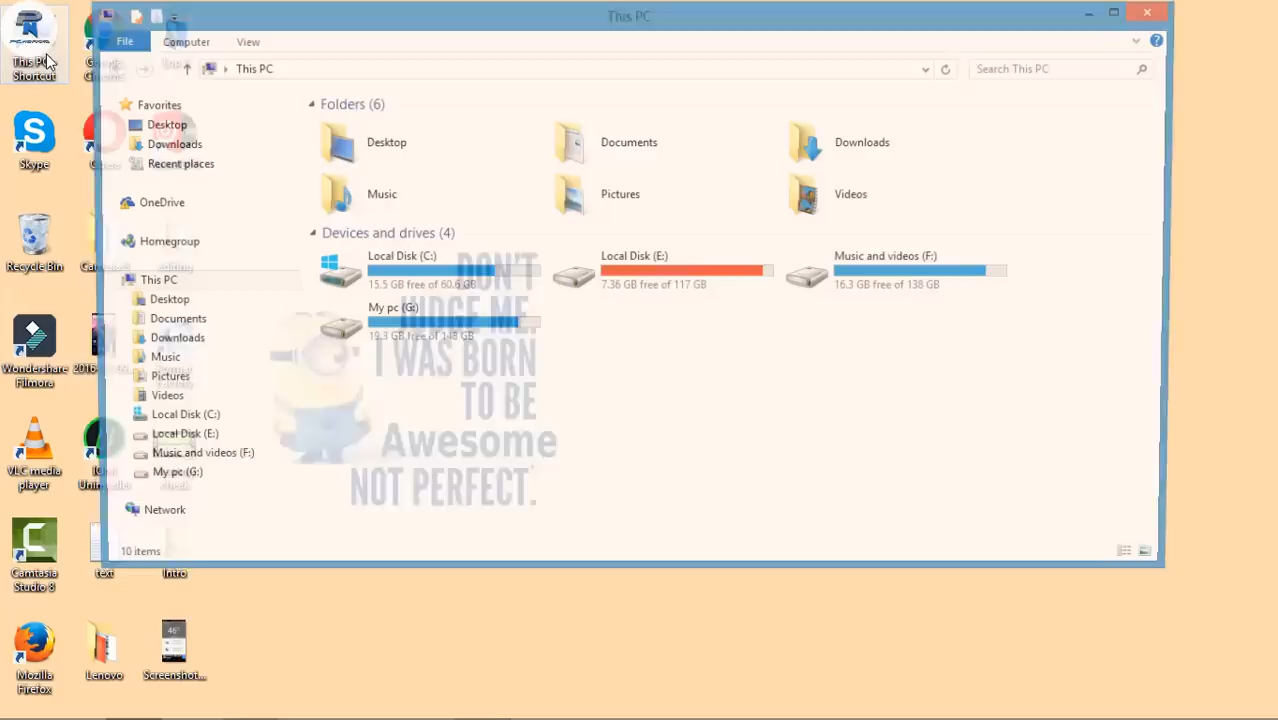 This PC
File
Computer
View
This PC
Search This PC
This PC
Shortcut
Skype
Recycle Bin
Wondershare
Filmora
VLC media
player
Camtasia
Studio 8
Mozilla
Firefox
Google
Chrome
text
Lenovo
Intro
46°
Screenshot...
Favorites
Desktop
Downloads
Recent places
OneDrive
Homegroup
This PC
Desktop
Documents
Downloads
Music
Pictures
Videos
Local Disk (C:)
Local Disk (E:)
Music and videos (F:)
My pc (G:)
Network
10 items
Folders (6)
Desktop
Documents
Downloads
Music
Pictures
Videos
Devices and drives (4)
Local Disk (C:)
15.5 GB free of 60.6 GB
Local Disk (E:)
7.36 GB free of 117 GB
Music and videos (F:)
16.3 GB free of 138 GB
My pc (G:)
19.3 GB free of 148 GB
DON'T
JUDGE ME.
I WAS BORN
TO BE
Awesome
NOT PERFECT.